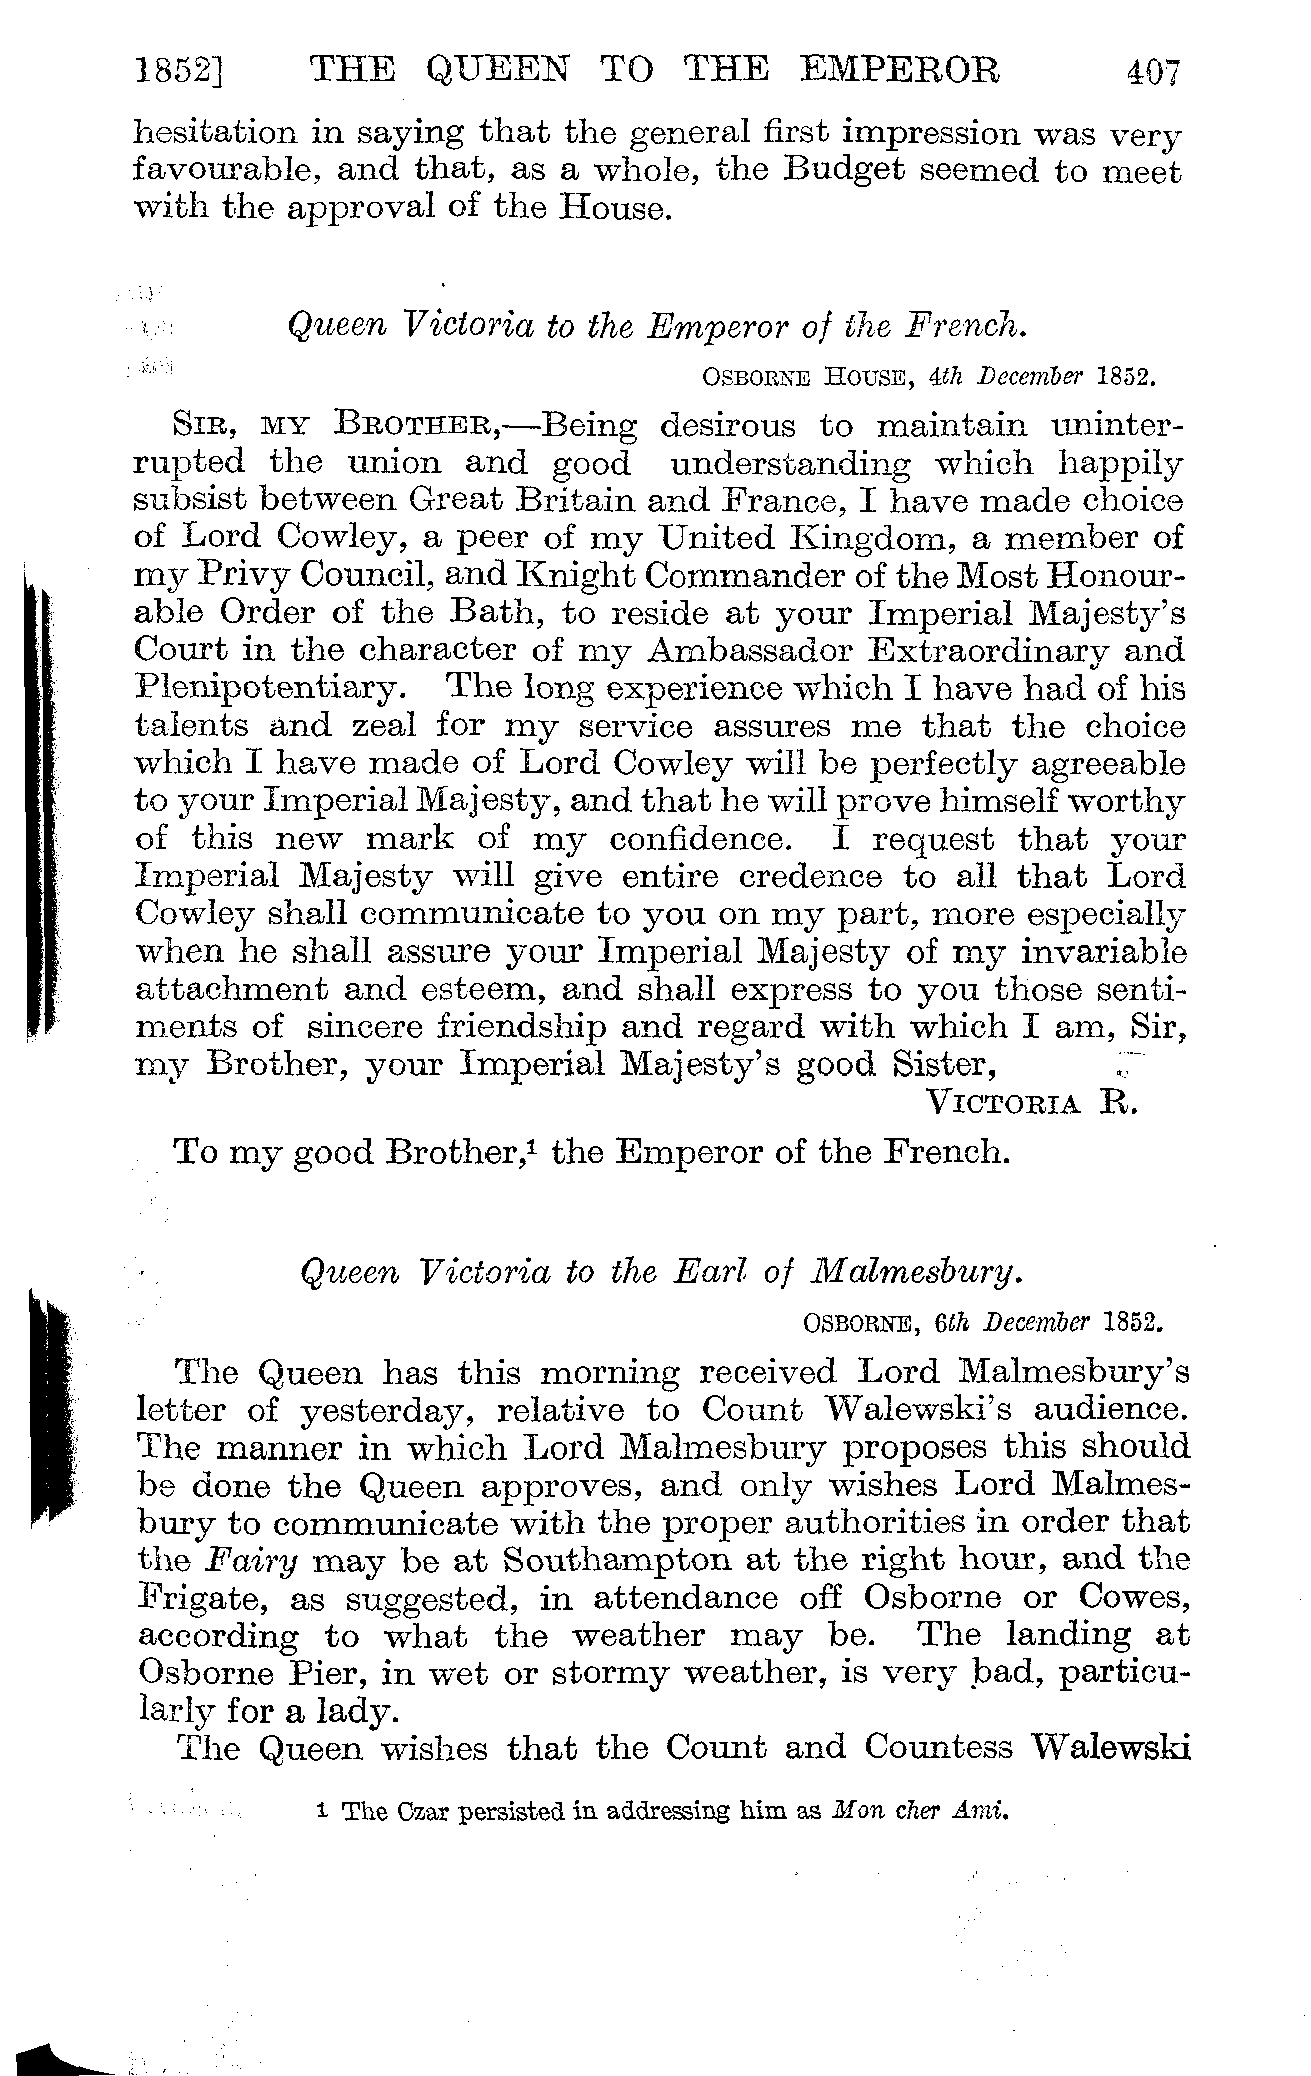 1852] THE QUEEN TO THE EMPEROR 407
hesitation in saying that the general first impression was very
favourable, and that, as a whole, the Budget seemed to meet
with the approval of the House.
Queen Victoria to the Emperor of the French.
OSBORNE HOUSE, 4th December 1852.
SIR, MY BROTHER,—Being desirous to maintain uninter-
rupted the union and good understanding which happily
subsist between Great Britain and France, I have made choice
of Lord Cowley, a peer of my United Kingdom, a member of
my Privy Council, and Knight Commander of the Most Honour-
able Order of the Bath, to reside at your Imperial Majesty's
Court in the character of my Ambassador Extraordinary and
Plenipotentiary. The long experience which I have had of his
talents and zeal for my service assures me that the choice
which I have made of Lord Cowley will be perfectly agreeable
to your Imperial Majesty, and that he will prove himself worthy
of this new mark of my confidence. I request that your
Imperial Majesty will give entire credence to all that Lord
Cowley shall communicate to you on my part, more especially
when he shall assure your Imperial Majesty of my invariable
attachment and esteem, and shall express to you those senti-
ments of sincere friendship and regard with which I am, Sir,
my Brother, your Imperial Majesty's good Sister,
VICTORIA R.
To my good Brother,¹ the Emperor of the French.
Queen Victoria to the Earl of Malmesbury.
OSBORNE, 6th December 1852.
The Queen has this morning received Lord Malmesbury's
letter of yesterday, relative to Count Walewski's audience.
The manner in which Lord Malmesbury proposes this should
be done the Queen approves, and only wishes Lord Malmes-
bury to communicate with the proper authorities in order that
the Fairy may be at Southampton at the right hour, and the
Frigate, as suggested, in attendance off Osborne or Cowes,
according to what the weather may be. The landing at
Osborne Pier, in wet or stormy weather, is very bad, particu-
larly for a lady.
The Queen wishes that the Count and Countess Walewski
1 The Czar persisted in addressing him as Mon cher Ami.